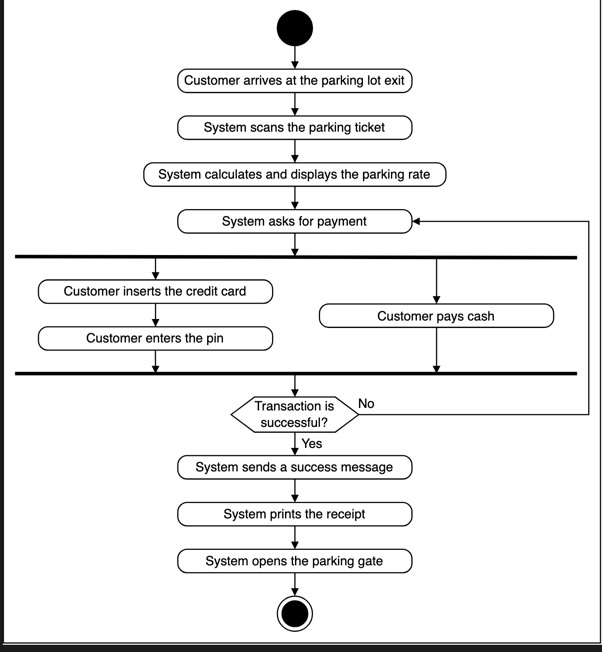 Customer arrives at the parking lot exit
System scans the parking ticket
System calculates and displays the parking rate
System asks for payment
Customer inserts the credit card
Customer pays cash
Customer enters the pin
Transaction is
successful?
No
Yes
System sends a success message
System prints the receipt
System opens the parking gate